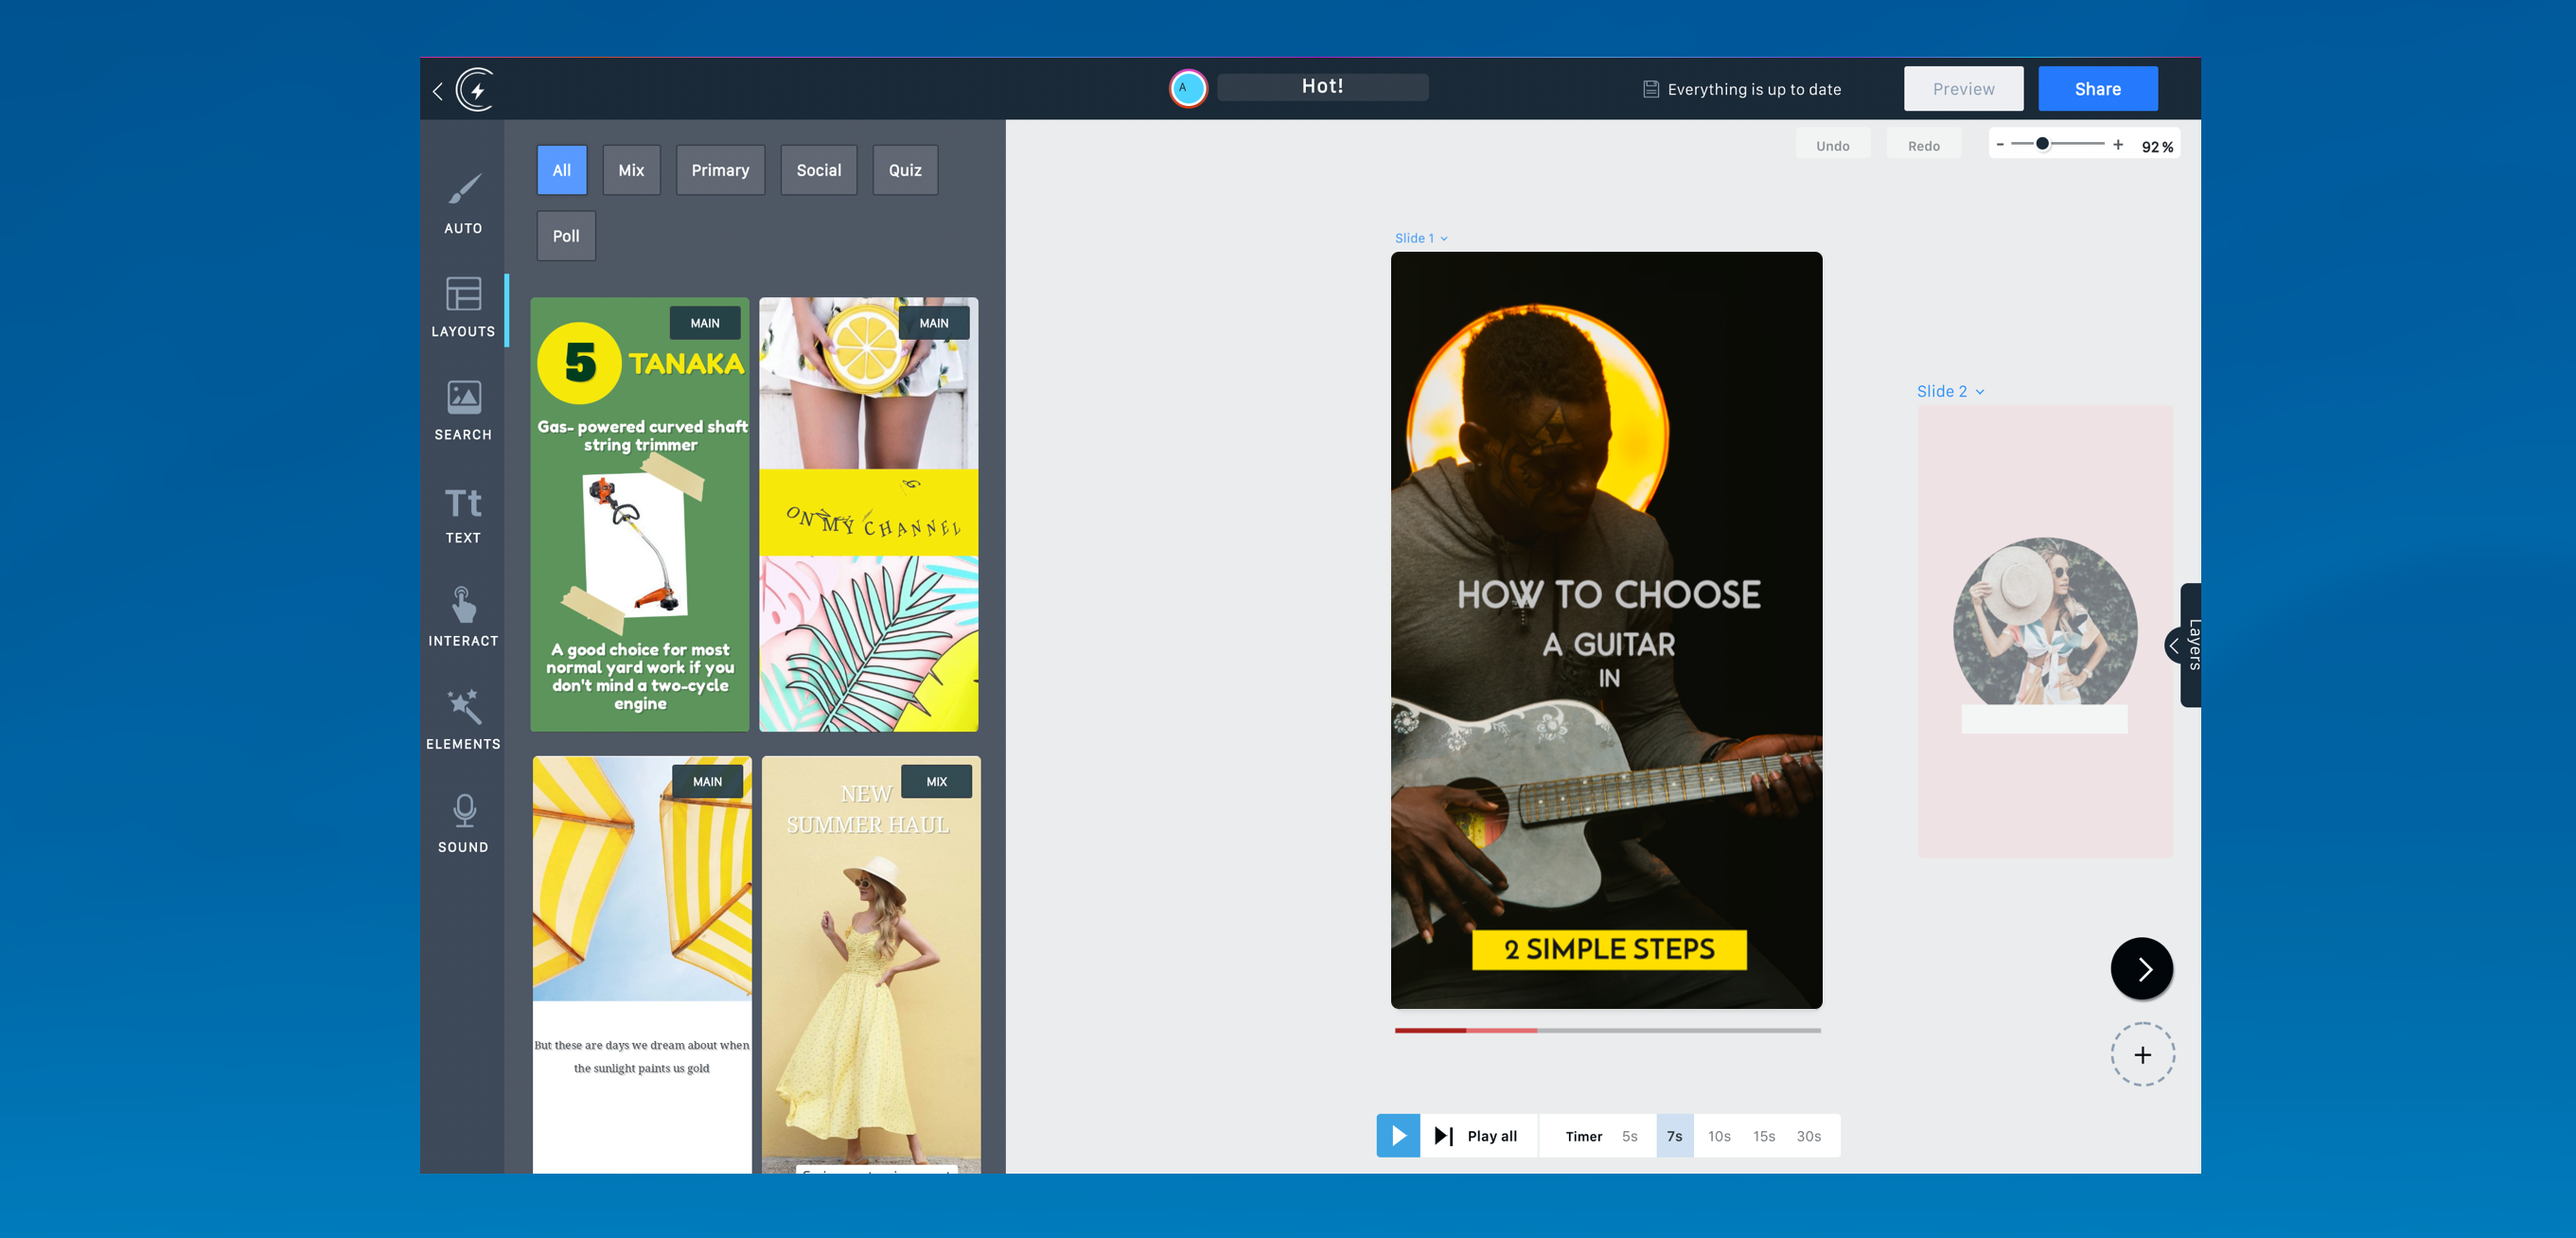 A
Hot!
Everything is up to date
Preview
Share
Undo
Redo
- + 92 %
AUTO
LAYOUTS
SEARCH
Tt
TEXT
INTERACT
ELEMENTS
SOUND
All
Mix
Primary
Social
Quiz
Poll
MAIN
5 TANAKA
Gas- powered curved shaft
string trimmer
A good choice for most
normal yard work if you
don't mind a two-cycle
engine
MAIN
ON MY CHANNEL
MAIN
But these are days we dream about when
the sunlight paints us gold
MIX
NEW
SUMMER HAUL
Slide 1
HOW TO CHOOSE
A GUITAR
IN
2 SIMPLE STEPS
Slide 2
Layers
+
Play all
Timer 5s 7s 10s 15s 30s